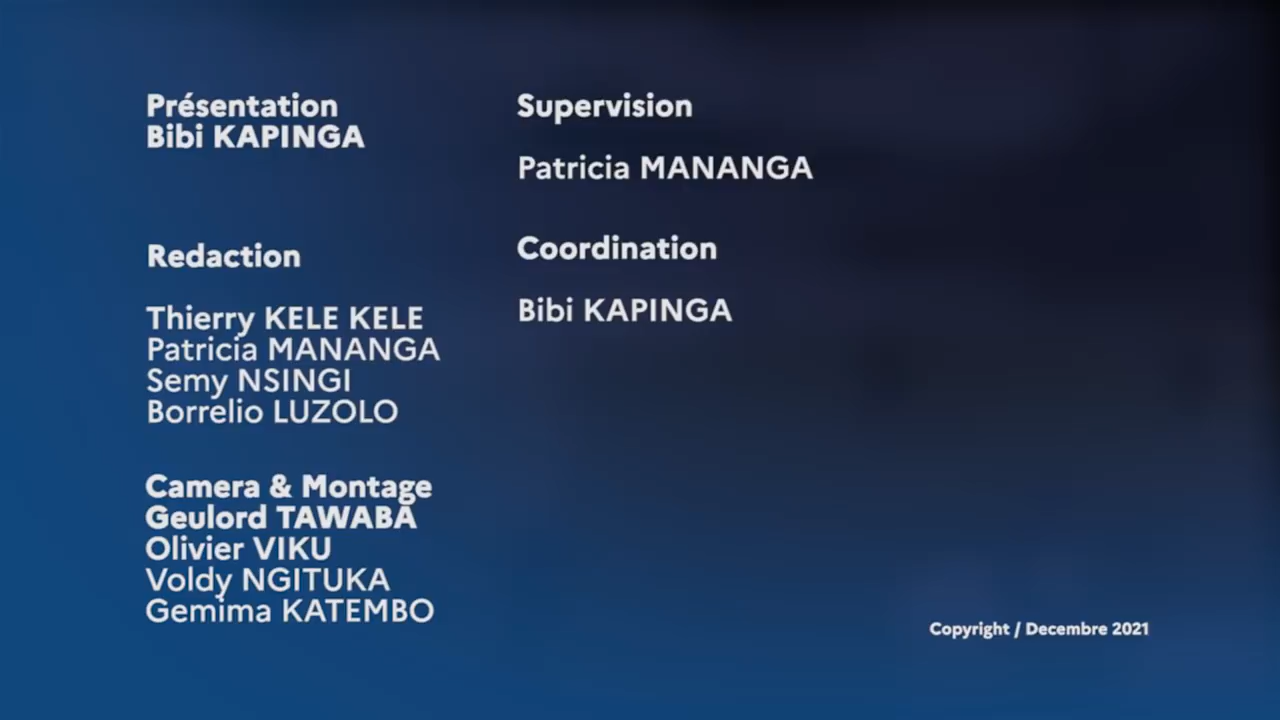 Présentation
Bibi KAPINGA
Redaction
Thierry KELE KELE
Patricia MANANGA
Semy NSINGI
Borrelio LUZOLO
Camera & Montage
Geulord TAWABA
Olivier VIKU
Voldy NGITUKA
Gemima KATEMBO
Supervision
Patricia MANANGA
Coordination
Bibi KAPINGA
Copyright / Decembre 2021